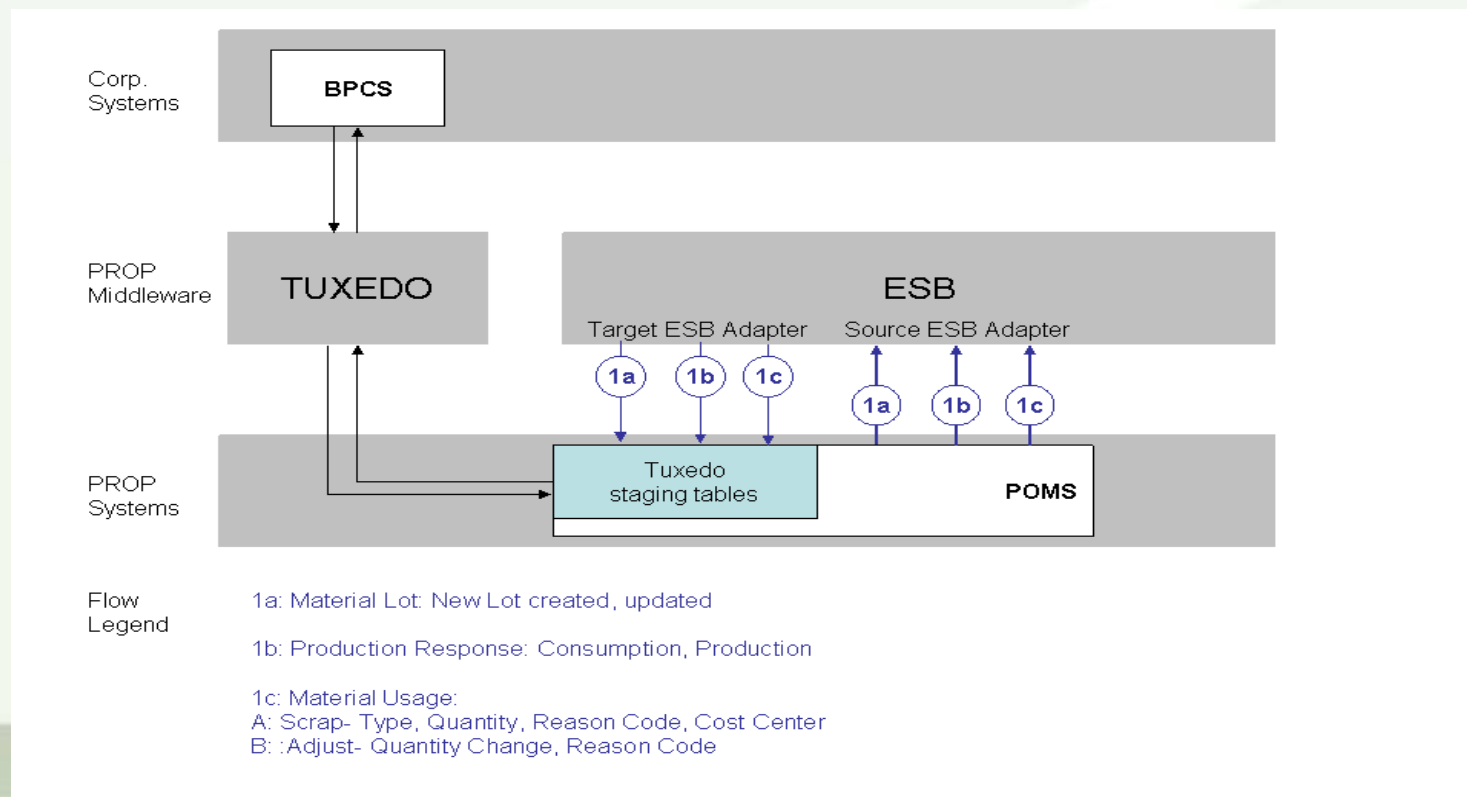 Corp.
Systems
BPCS
PROP
Middleware
TUXEDO
ESB
Target ESB Adapter
Source ESB Adapter
1a
1b
1c
1a
1b
1c
PROP
Systems
Tuxedo
staging tables
POMS
Flow
Legend
1a: Material Lot: New Lot created, updated
1b: Production Response: Consumption, Production
1c: Material Usage:
A: Scrap- Type, Quantity, Reason Code, Cost Center
B: :Adjust- Quantity Change, Reason Code